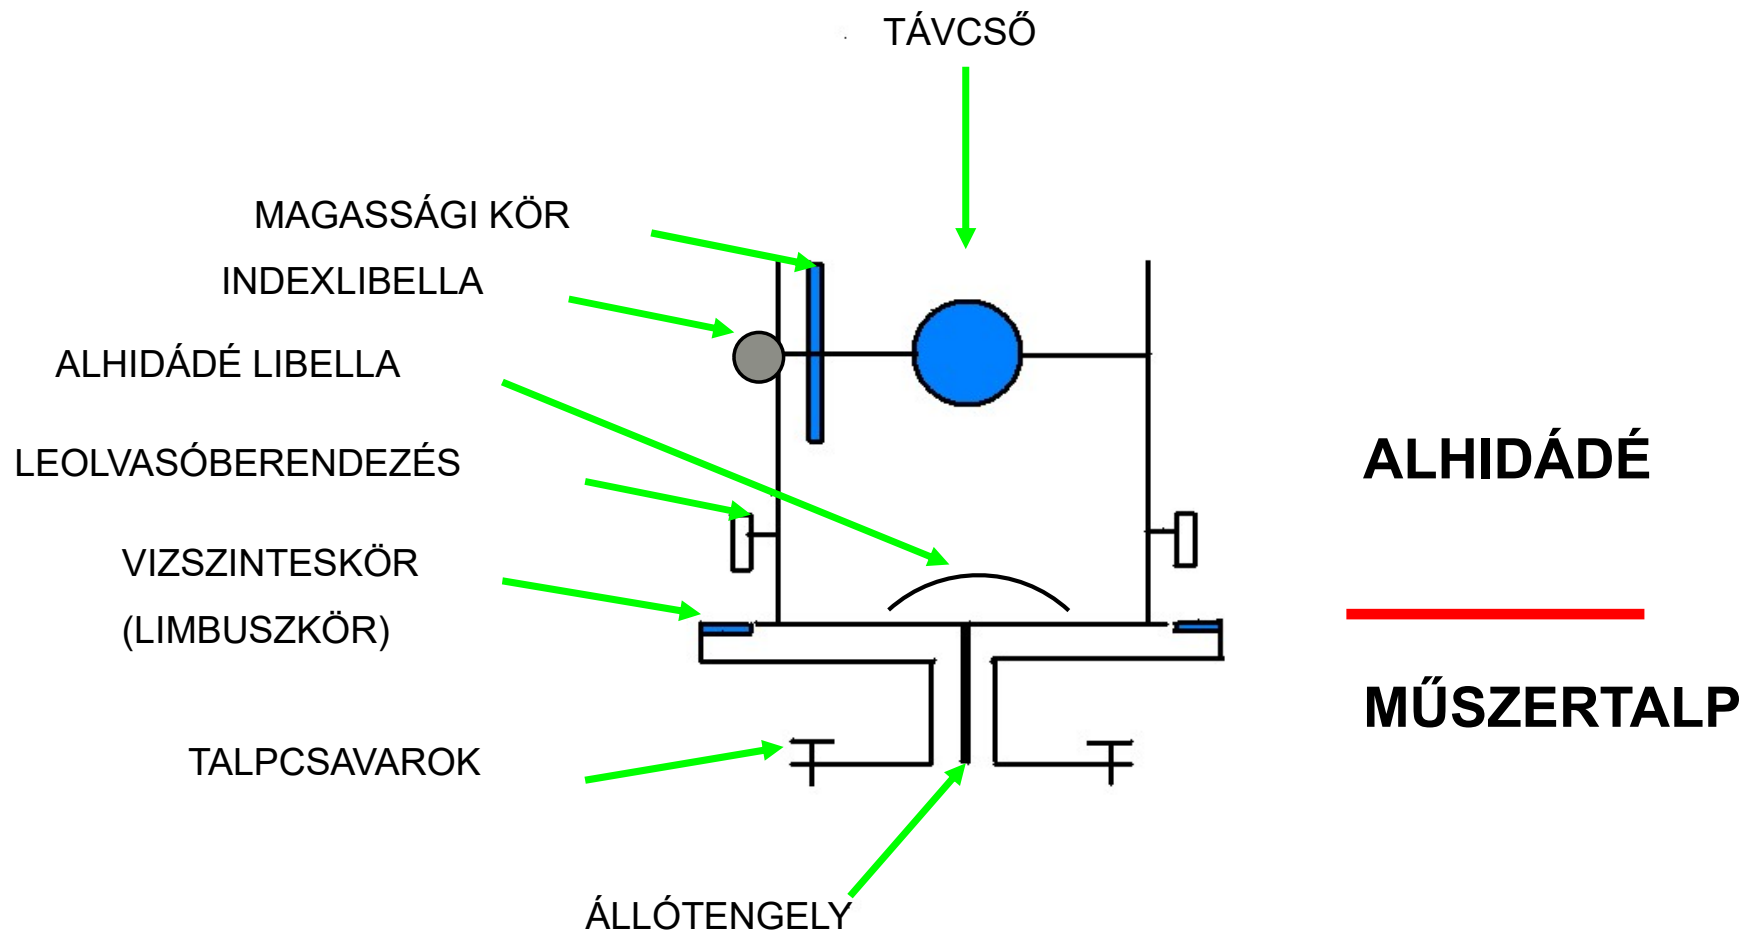 TÁVCSŐ
MAGASSÁGI KÖR
INDEXLIBELLA
ALHIDÁDÉ LIBELLA
LEOLVASÓBERENDEZÉS
VIZSZINTESKÖR
(LIMBUSZKÖR)
TALPCSAVAROK
ÁLLÓTENGELY
ALHIDÁDÉ
MŰSZERTALP